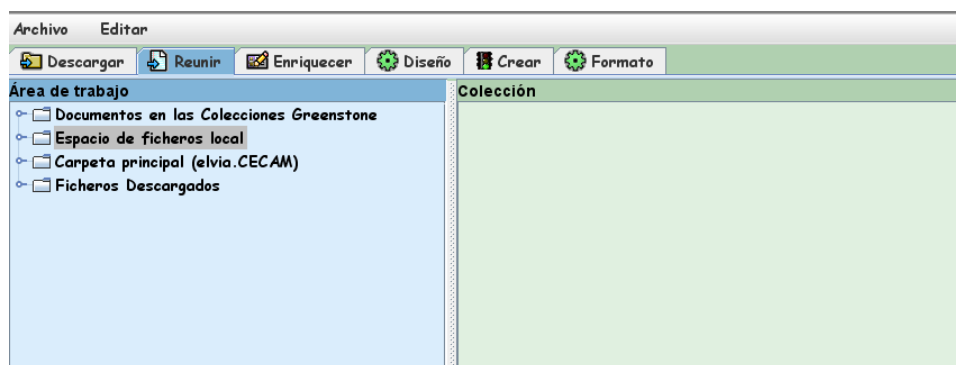 Archivo Editar
Descargar Reunir Enriquecer Diseño Crear Formato
Área de trabajo
Documentos en las Colecciones Greenstone
Espacio de ficheros local
Carpeta principal (elvia.CECAM)
Ficheros Descargados
Colección